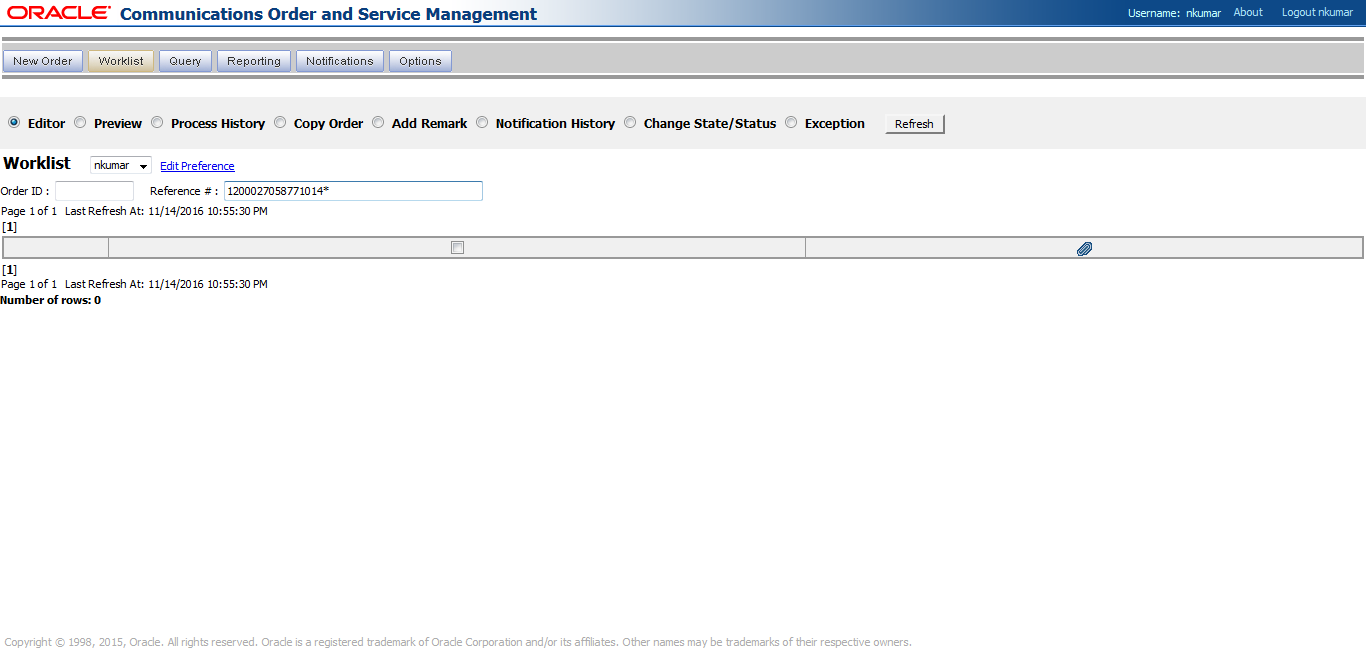 ORACLE Communications Order and Service Management Username: nkumar About Logout nkumar
New Order Worklist Query Reporting Notifications Options
Editor Preview Process History Copy Order Add Remark Notification History Change State/Status Exception Refresh
Worklist nkumar Edit Preference
Order ID : Reference # : 1200027058771014*
Page 1 of 1 Last Refresh At: 11/14/2016 10:55:30 PM
[1]
[1]
Page 1 of 1 Last Refresh At: 11/14/2016 10:55:30 PM
Number of rows: 0
Copyright © 1998, 2015, Oracle. All rights reserved. Oracle is a registered trademark of Oracle Corporation and/or its affiliates. Other names may be trademarks of their respective owners.